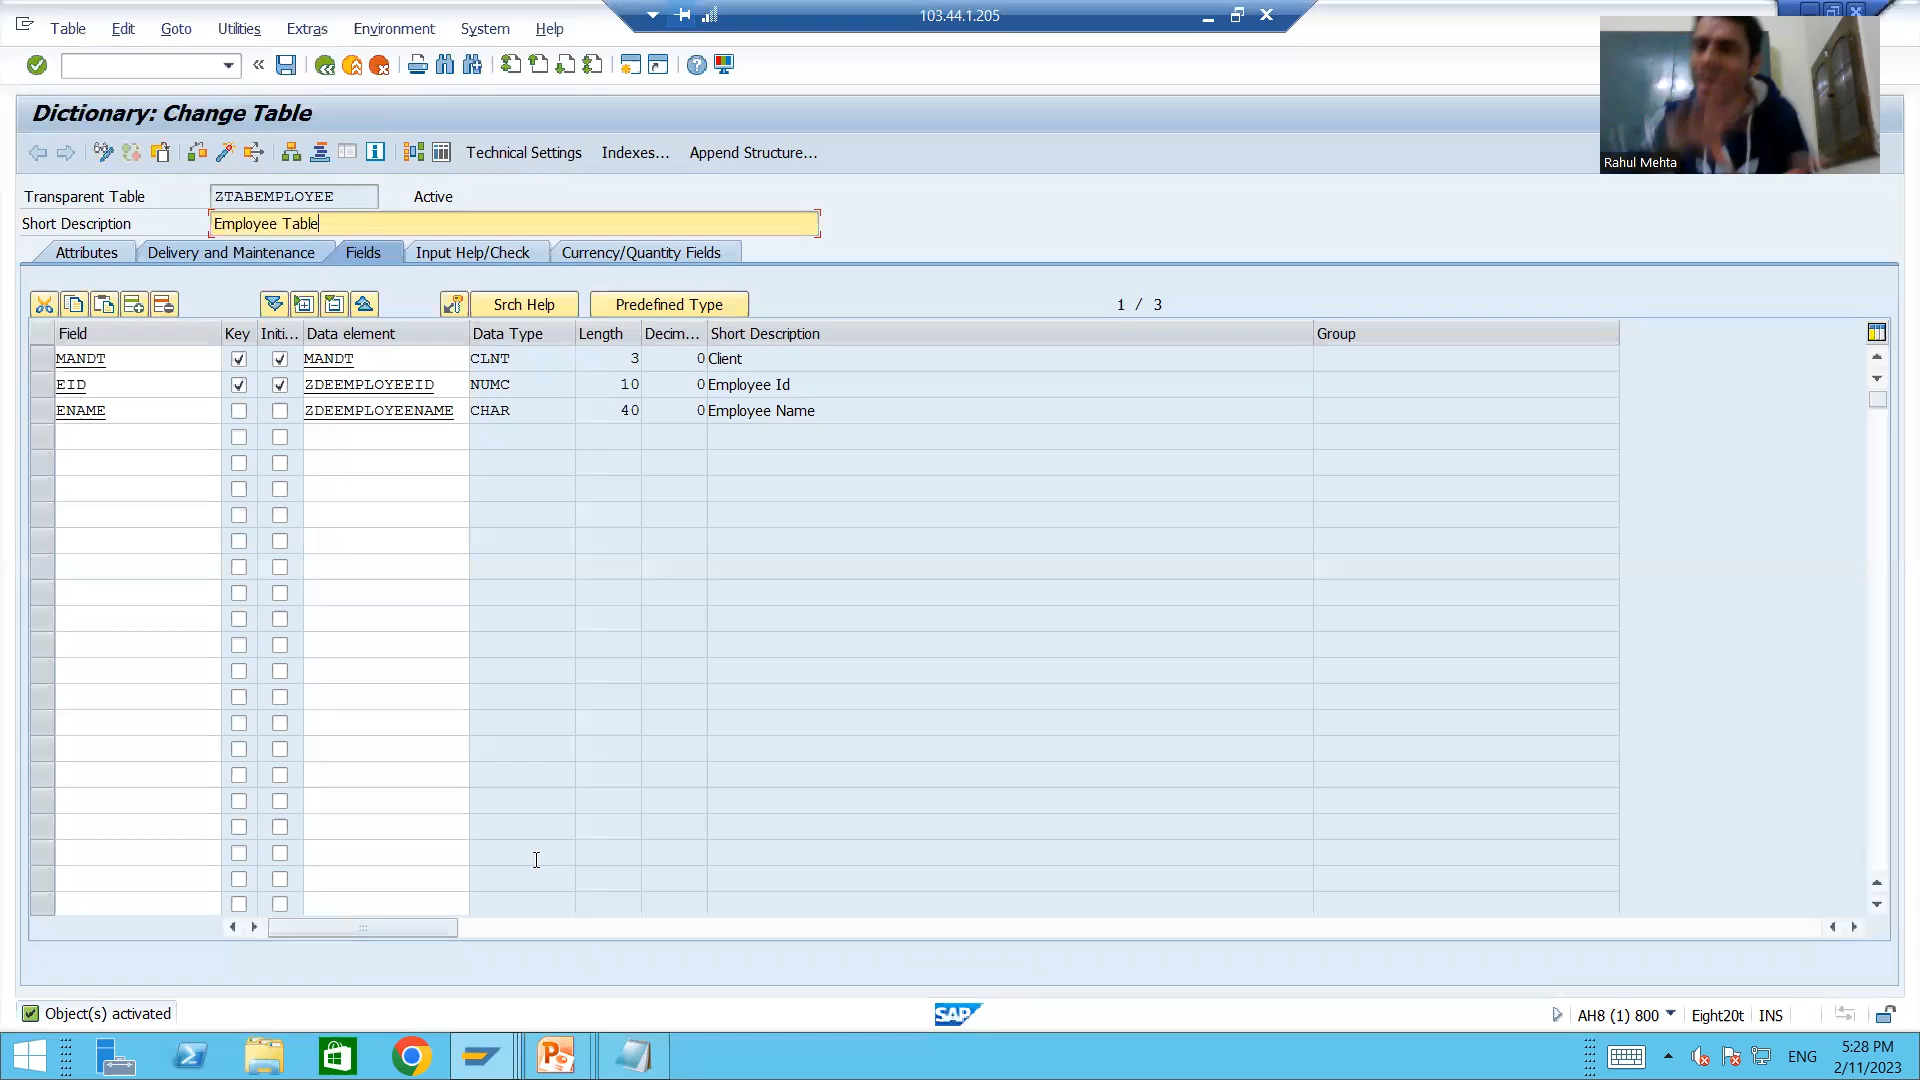 103.44.1.205
Table Edit Goto Utilities Extras Environment System Help
«
Dictionary: Change Table
Technical Settings Indexes... Append Structure...
Rahul Mehta
Transparent Table ZTABEMPLOYEE Active
Short Description Employee Table
Attributes Delivery and Maintenance Fields Input Help/Check Currency/Quantity Fields
Srch Help Predefined Type 1 / 3
Field Key Initi... Data element Data Type Length Decim... Short Description Group
MANDT MANDT CLNT 3 0 Client
EID ZDEEMPLOYEEID NUMC 10 0 Employee Id
ENAME ZDEEMPLOYEENAME CHAR 40 0 Employee Name
Object(s) activated SAP AH8 (1) 800 Eight20t INS
ENG 5:28 PM
2/11/2023